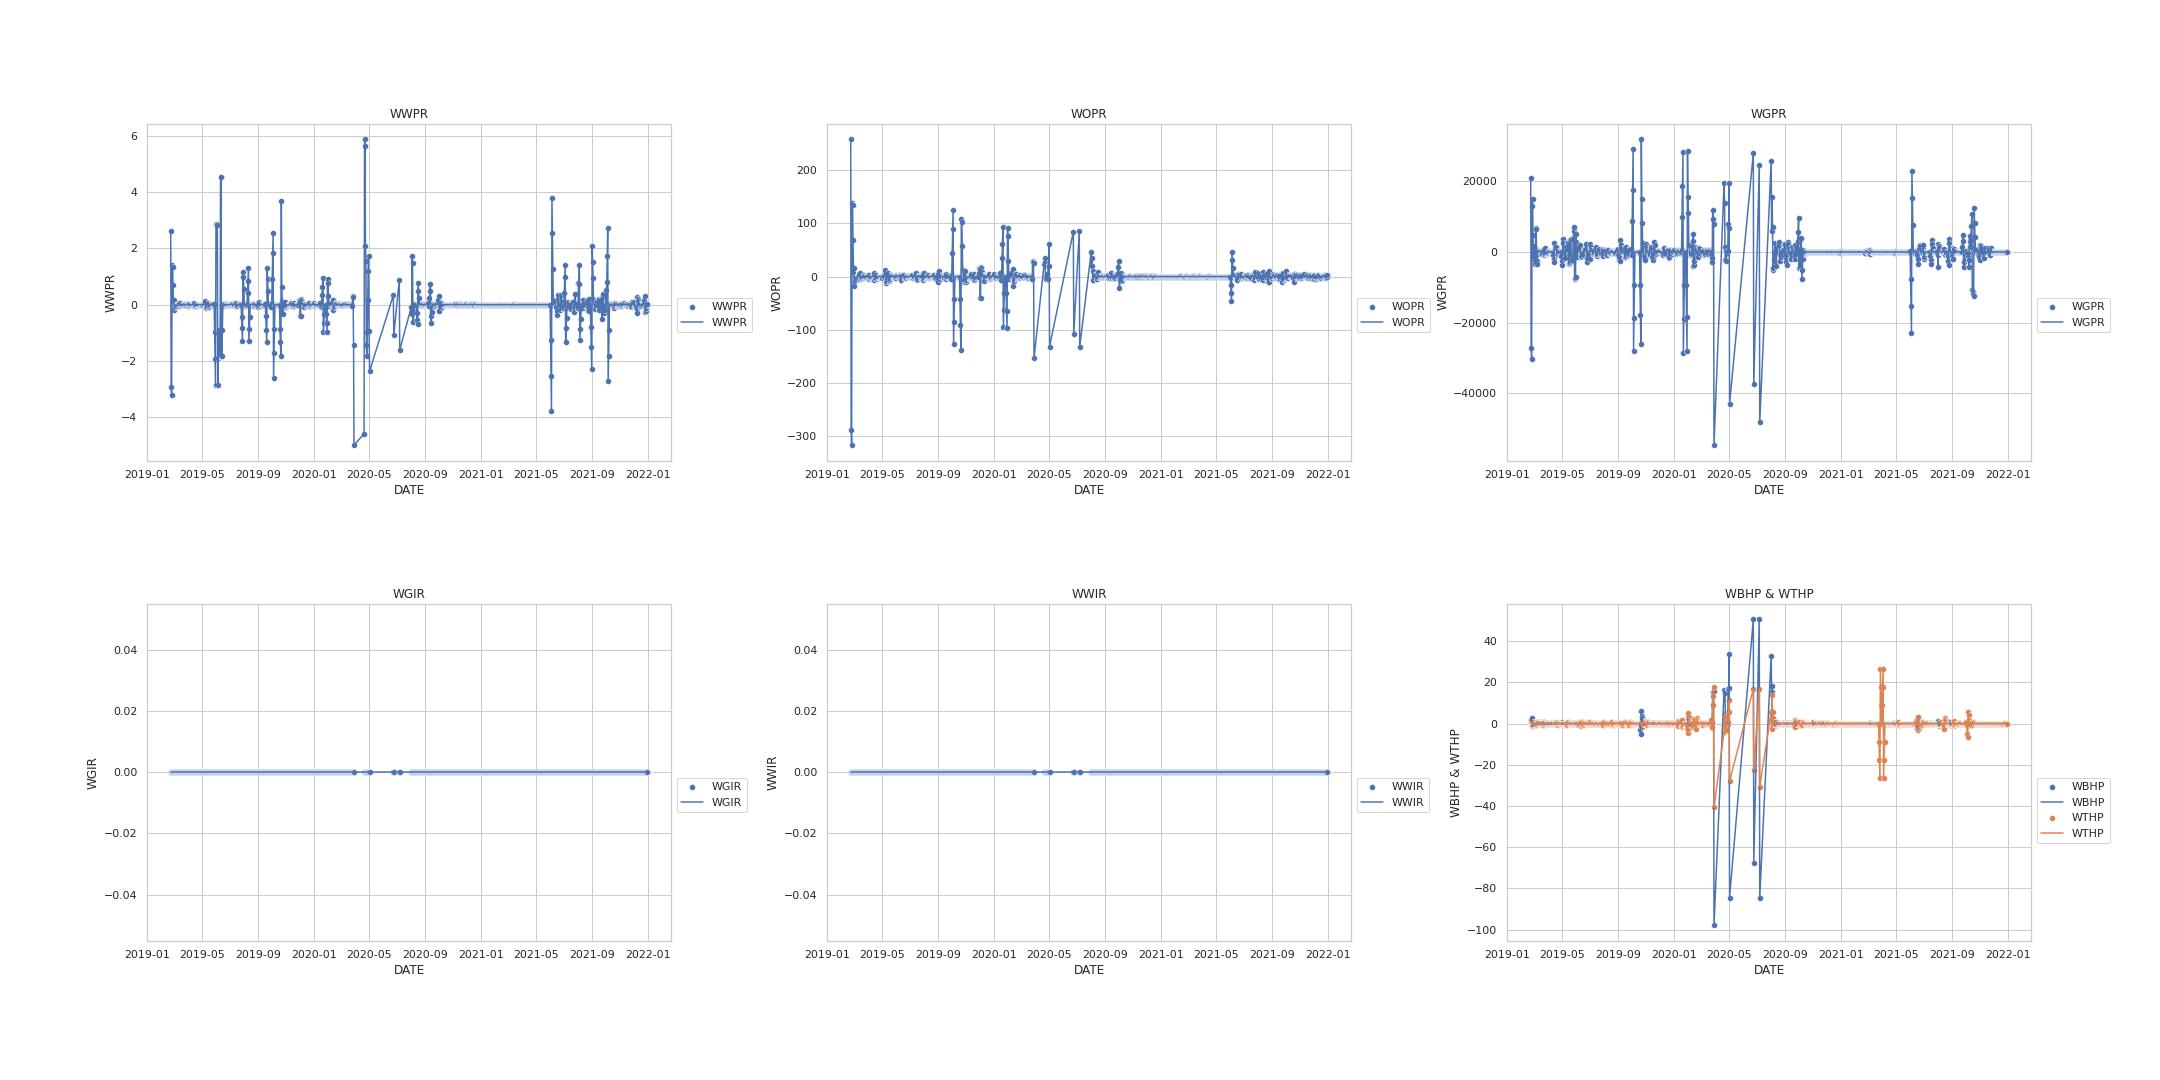 WWPR
WWPR
6
4
2
0
−2
−4
2019-01 2019-05 2019-09 2020-01 2020-05 2020-09 2021-01 2021-05 2021-09 2022-01
DATE
WWPR
WWPR
WOPR
WOPR
200
100
0
−100
−200
−300
2019-01 2019-05 2019-09 2020-01 2020-05 2020-09 2021-01 2021-05 2021-09 2022-01
DATE
WOPR
WOPR
WGPR
WGPR
20000
0
−20000
−40000
2019-01 2019-05 2019-09 2020-01 2020-05 2020-09 2021-01 2021-05 2021-09 2022-01
DATE
WGPR
WGPR
WGIR
WGIR
0.04
0.02
0.00
−0.02
−0.04
2019-01 2019-05 2019-09 2020-01 2020-05 2020-09 2021-01 2021-05 2021-09 2022-01
DATE
WGIR
WGIR
WWIR
WWIR
0.04
0.02
0.00
−0.02
−0.04
2019-01 2019-05 2019-09 2020-01 2020-05 2020-09 2021-01 2021-05 2021-09 2022-01
DATE
WWIR
WWIR
WBHP & WTHP
WBHP & WTHP
40
20
0
−20
−40
−60
−80
−100
2019-01 2019-05 2019-09 2020-01 2020-05 2020-09 2021-01 2021-05 2021-09 2022-01
DATE
WBHP
WBHP
WTHP
WTHP